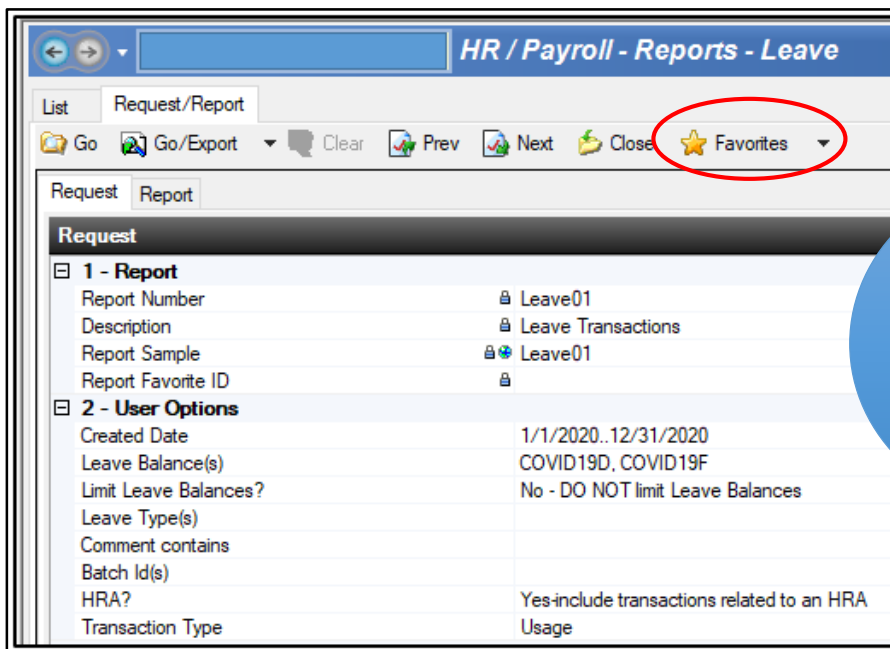 HR / Payroll - Reports - Leave
List Request/Report
Go Go/Export Clear Prev Next Close Favorites
Request Report
Request
1 - Report
Report Number Leave01
Description Leave Transactions
Report Sample Leave01
Report Favorite ID
2 - User Options
Created Date 1/1/2020..12/31/2020
Leave Balance(s) COVID19D, COVID19F
Limit Leave Balances? No - DO NOT limit Leave Balances
Leave Type(s)
Comment contains
Batch Id(s)
HRA? Yes-include transactions related to an HRA
Transaction Type Usage